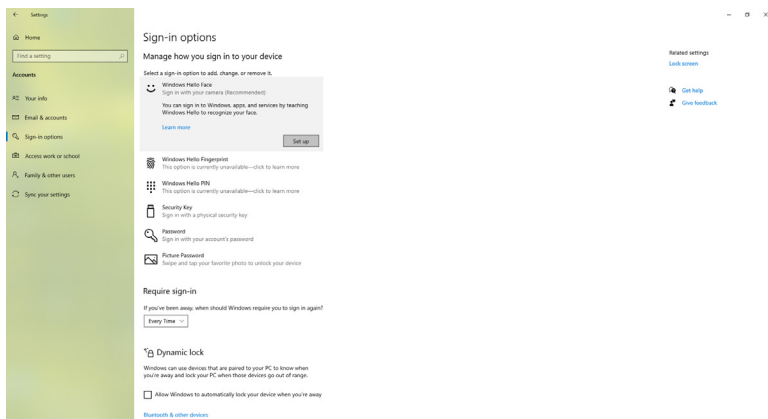 Settings
Home
Find a setting
Accounts
Your info
Email & accounts
Sign-in options
Access work or school
Family & other users
Sync your settings
Sign-in options
Manage how you sign in to your device
Select a sign-in option to add, change, or remove it.
Windows Hello Face
Sign in with your camera (Recommended)
You can sign in to Windows, apps, and services by teaching
Windows Hello to recognize your face.
Learn more
Set up
Windows Hello Fingerprint
This option is currently unavailable—click to learn more
Windows Hello PIN
This option is currently unavailable—click to learn more
Security Key
Sign in with a physical security key
Password
Sign in with your account's password
Picture Password
Swipe and tap your favorite photo to unlock your device
Require sign-in
If you've been away, when should Windows require you to sign in again?
Every Time
Dynamic lock
Windows can use devices that are paired to your PC to know when
you're away and lock your PC when those devices go out of range.
Allow Windows to automatically lock your device when you're away
Bluetooth & other devices
Related settings
Lock screen
Get help
Give feedback